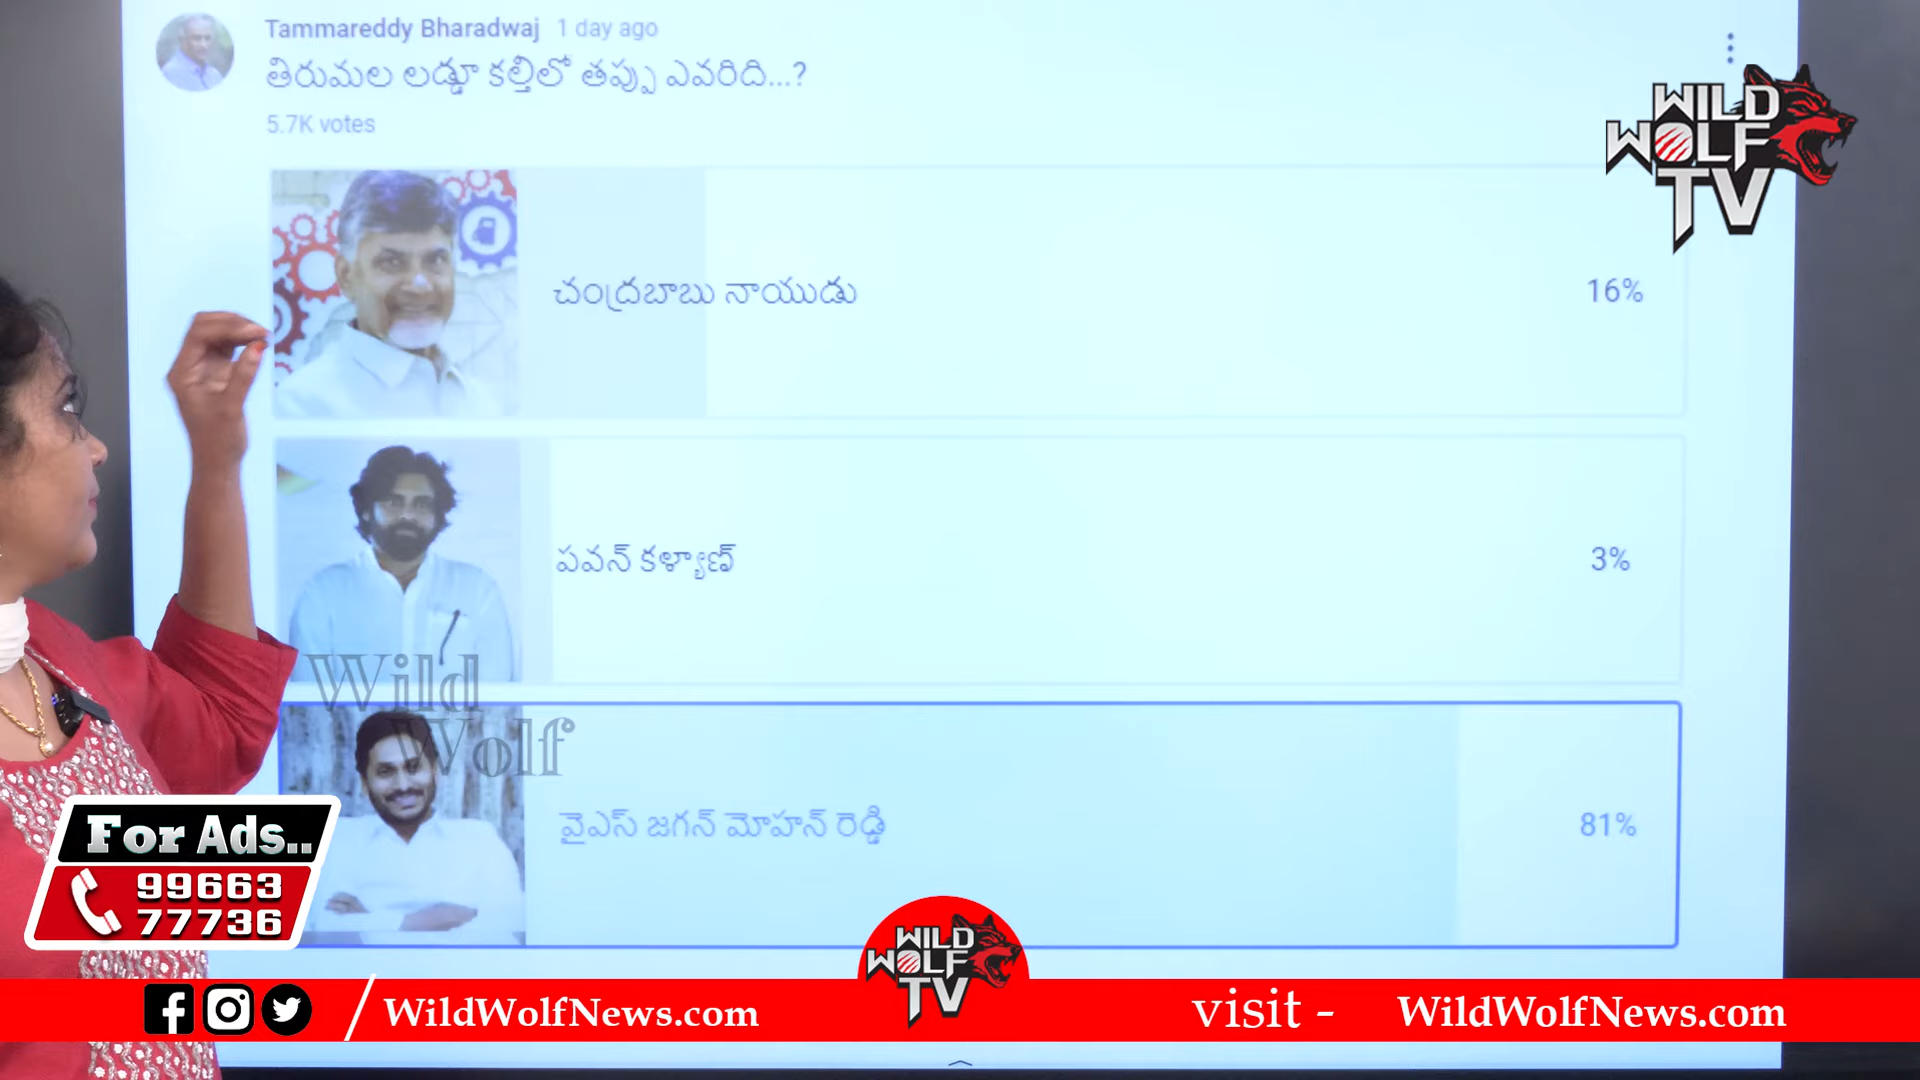 Tammareddy Bharadwaj 1 day ago
తిరుమల లడ్డూ కల్తీలో తప్పు ఎవరిది...?
5.7K votes
WILD
WOLF
TV
చంద్రబాబు నాయుడు
16%
పవన్ కళ్యాణ్
3%
Wild
Wolf
వైఎస్ జగన్ మోహన్ రెడ్డి
81%
For Ads..
99663
77736
WILD
WOLF
TV
WildWolfNews.com
visit - WildWolfNews.com